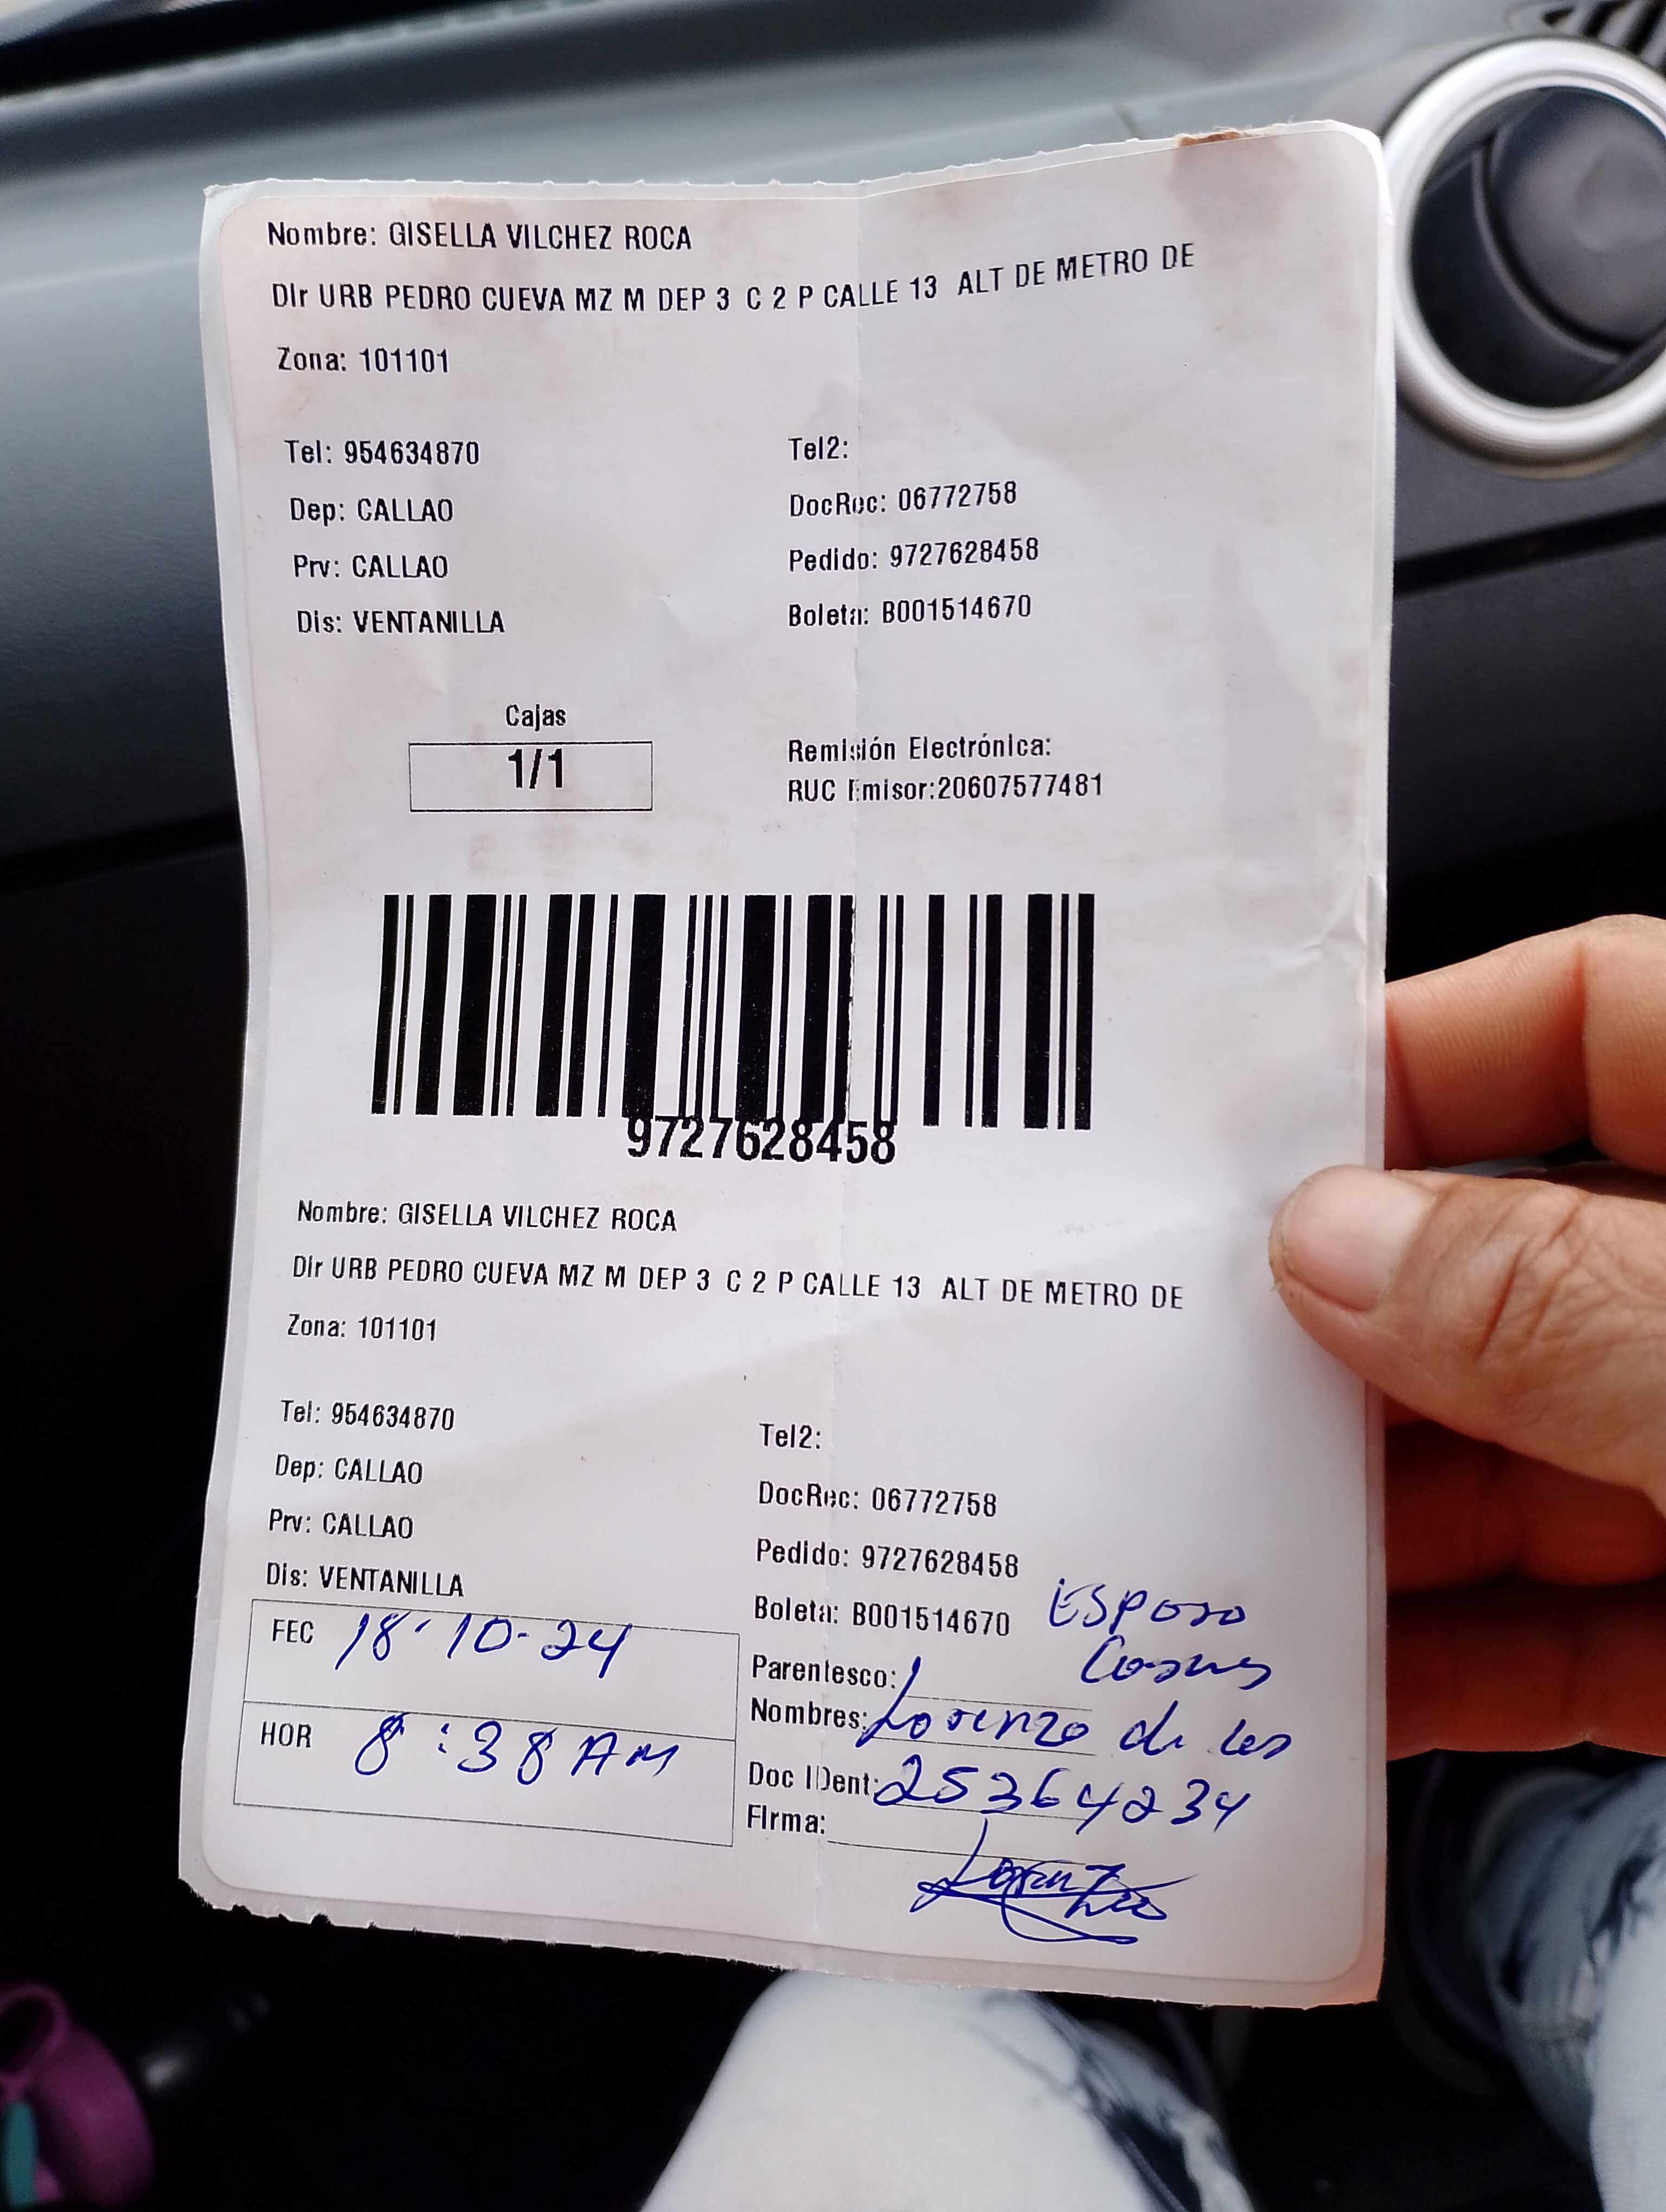 Nombre: GISELLA VILCHEZ ROCA
Dir URB PEDRO CUEVA MZ M DEP 3 C 2 P CALLE 13 ALT DE METRO DE
Zona: 101101
Tel: 954634870 Tel2:
Dep: CALLAO DocRec: 06772758
Prv: CALLAO Pedido: 9727628458
Dis: VENTANILLA Boleta: B001514670
Cajas
1/1
Remisión Electrónica:
RUC Emisor:20607577481
9727628458
Nombre: GISELLA VILCHEZ ROCA
Dir URB PEDRO CUEVA MZ M DEP 3 C 2 P CALLE 13 ALT DE METRO DE
Zona: 101101
Tel: 954634870 Tel2:
Dep: CALLAO DocRec: 06772758
Prv: CALLAO Pedido: 9727628458
Dis: VENTANILLA Boleta: B001514670
FEC 18-10-24
HOR 8:38 AM
Esposo
Parentesco:
Nombres: Lorenzo de los
Doc IDent: 25364234
Firma: